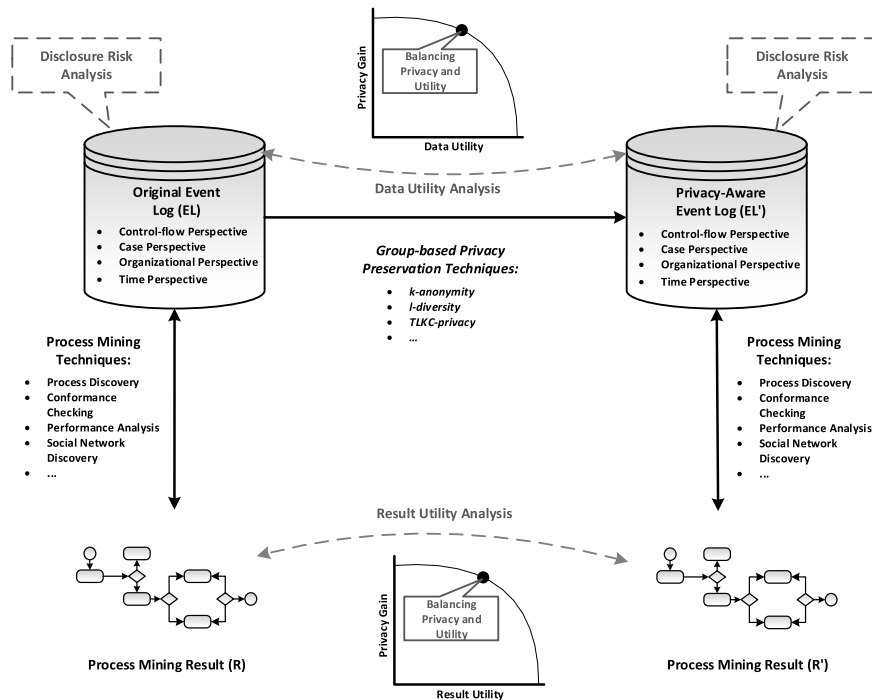 Disclosure Risk
Analysis
Privacy Gain
Balancing
Privacy and
Utility
Data Utility
Disclosure Risk
Analysis
Data Utility Analysis
Original Event
Log (EL)
• Control-flow Perspective
• Case Perspective
• Organizational Perspective
• Time Perspective
Group-based Privacy
Preservation Techniques:
• k-anonymity
• l-diversity
• TLKC-privacy
• ...
Privacy-Aware
Event Log (EL')
• Control-flow Perspective
• Case Perspective
• Organizational Perspective
• Time Perspective
Process Mining
Techniques:
• Process Discovery
• Conformance
Checking
• Performance Analysis
• Social Network
Discovery
• ...
Process Mining
Techniques:
• Process Discovery
• Conformance
Checking
• Performance Analysis
• Social Network
Discovery
• ...
Result Utility Analysis
Privacy Gain
Balancing
Privacy and
Utility
Result Utility
Process Mining Result (R)
Process Mining Result (R')